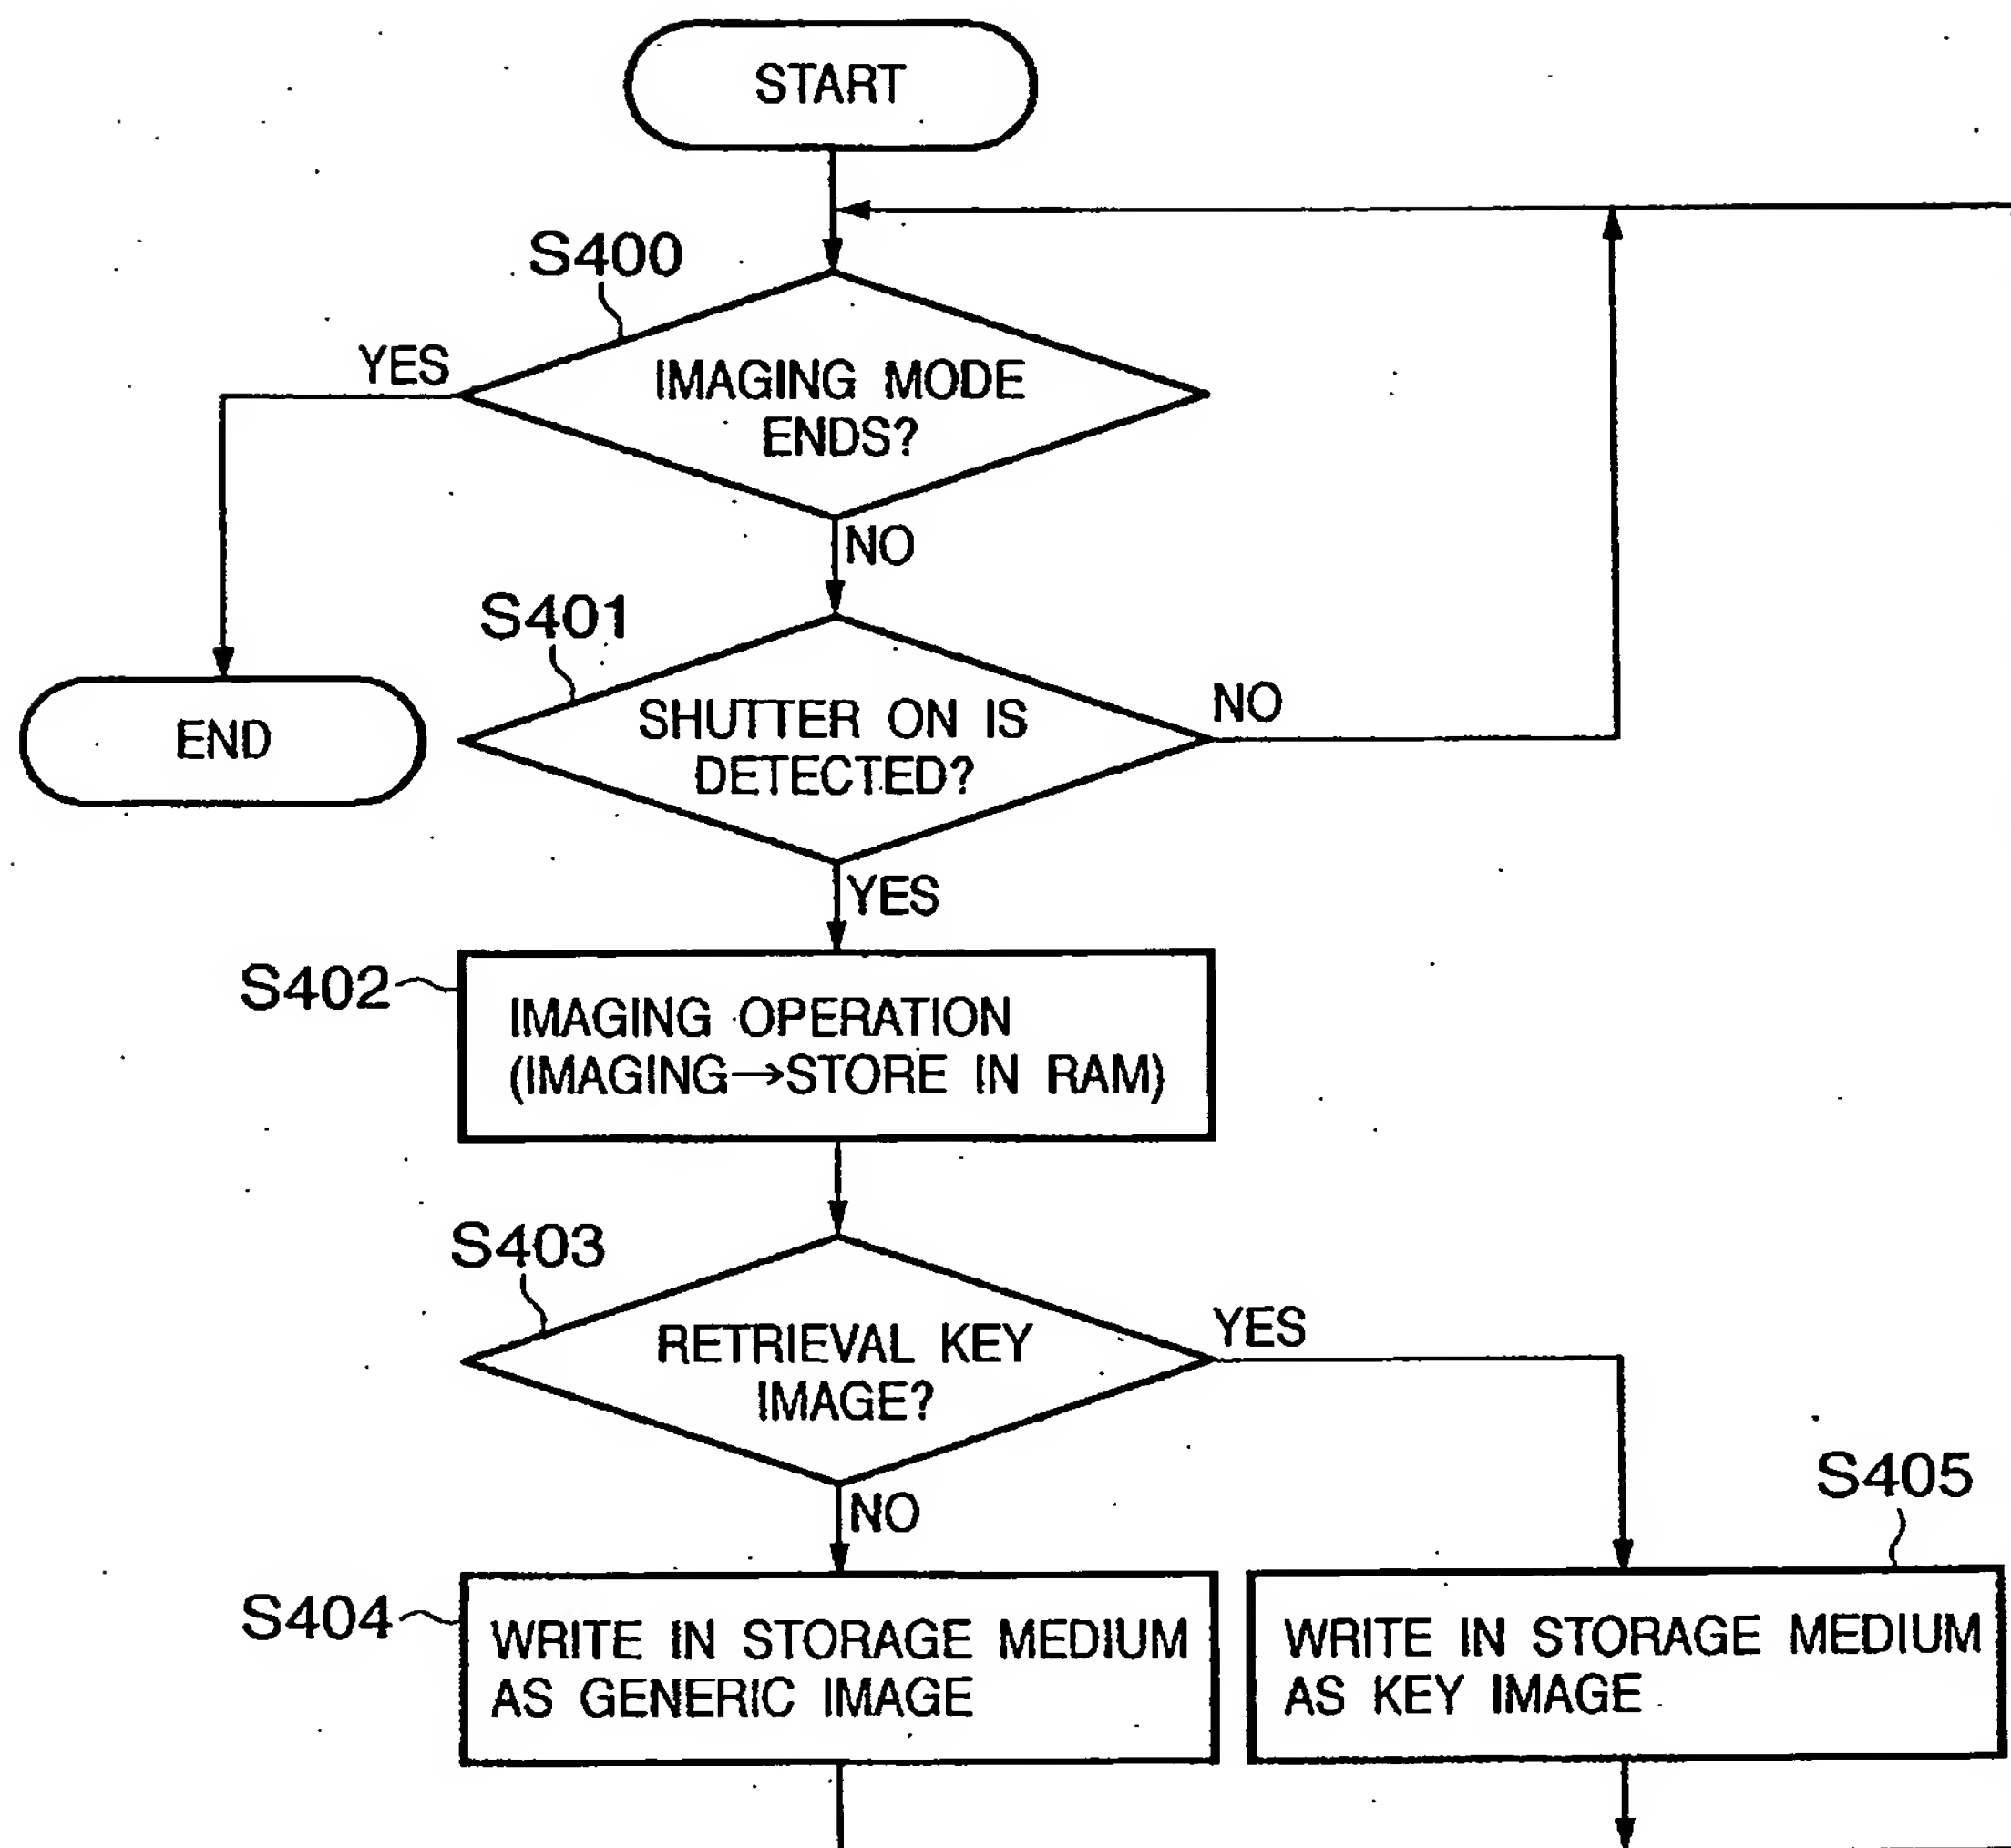 START
S400
YES
IMAGING MODE
ENDS?
NO
S401
END
SHUTTER ON IS
DETECTED?
NO
YES
S402
IMAGING OPERATION
(IMAGING→STORE IN RAM)
S403
RETRIEVAL KEY
IMAGE?
YES
NO
S405
S404
WRITE IN STORAGE MEDIUM
AS GENERIC IMAGE
WRITE IN STORAGE MEDIUM
AS KEY IMAGE